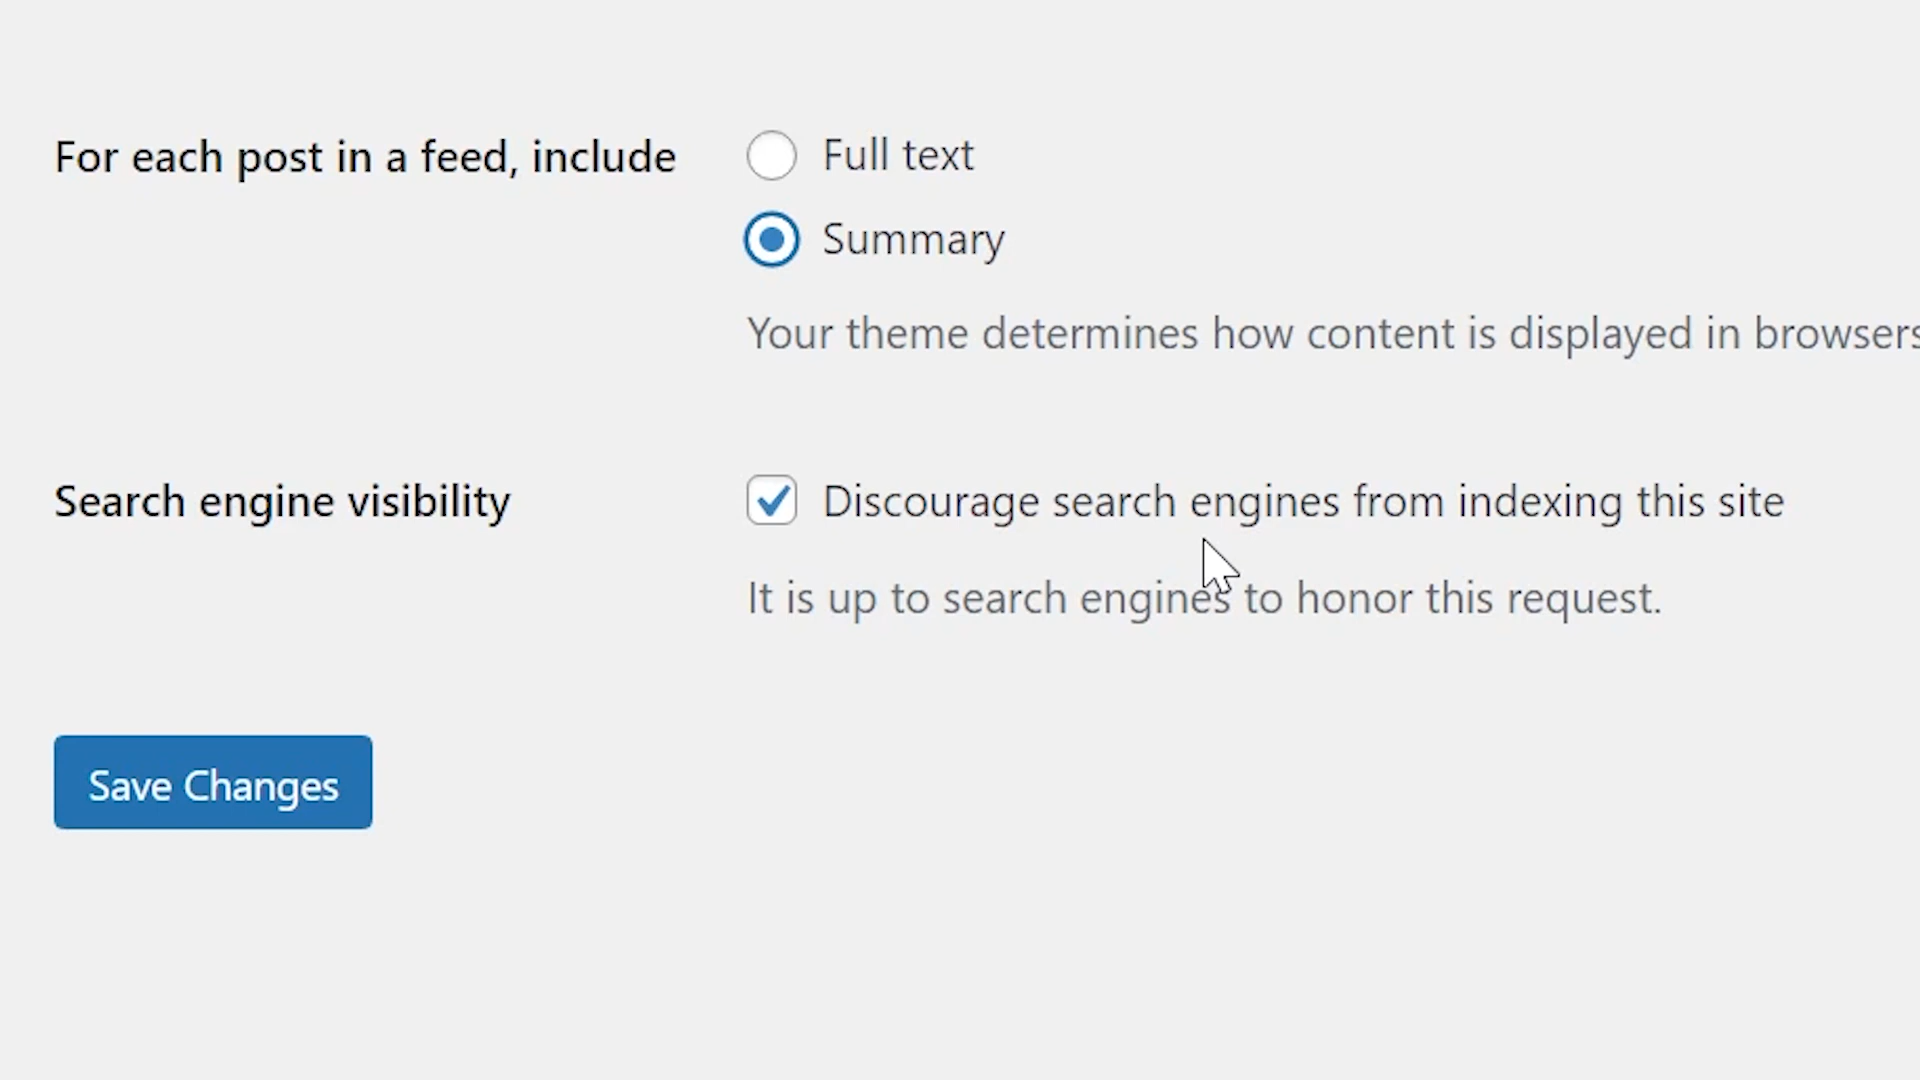 For each post in a feed, include
Full text
Summary
Your theme determines how content is displayed in browsers
Search engine visibility
Discourage search engines from indexing this site
It is up to search engines to honor this request.
Save Changes